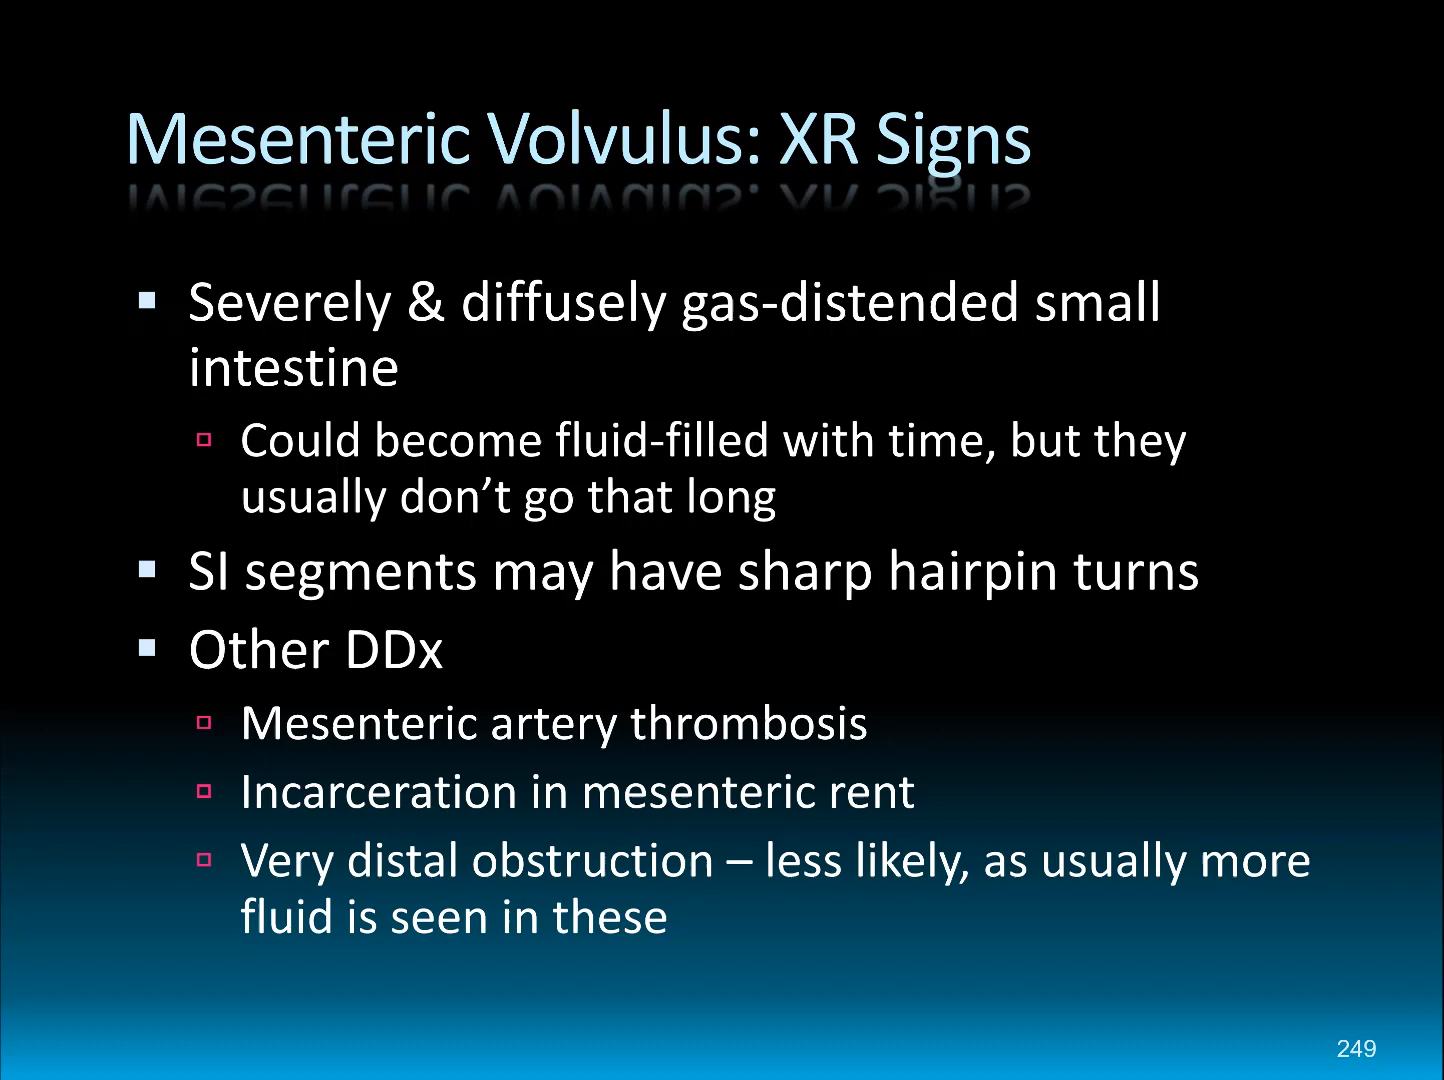 Mesenteric Volvulus: XR Signs
Severely & diffusely gas-distended small
intestine
Could become fluid-filled with time, but they
usually don’t go that long
SI segments may have sharp hairpin turns
Other DDx
Mesenteric artery thrombosis
Incarceration in mesenteric rent
Very distal obstruction – less likely, as usually more
fluid is seen in these
249